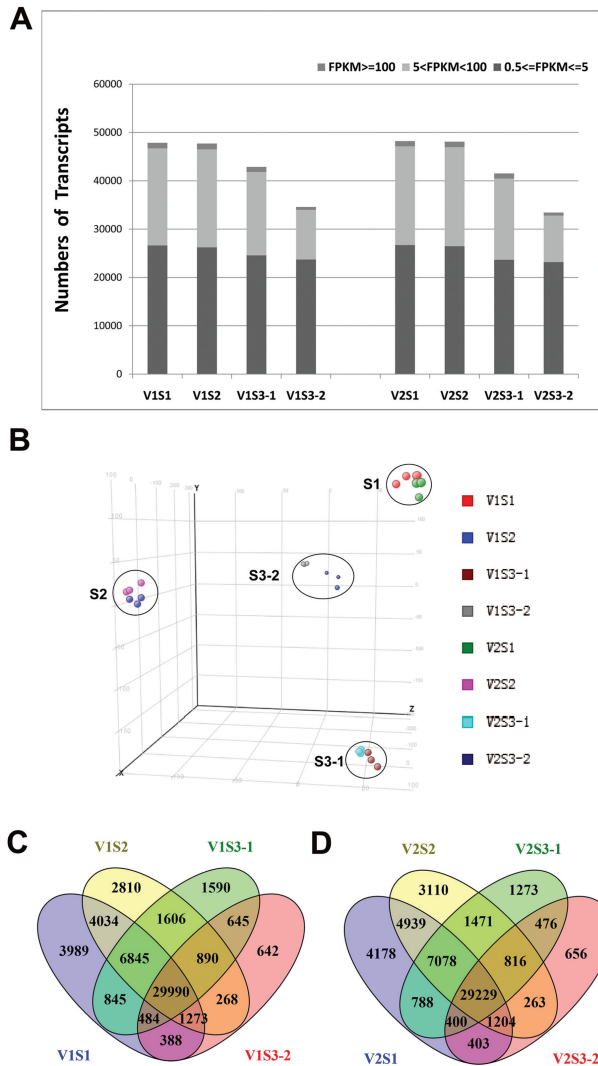 A
FPKM>=100 5<FPKM<100 0.5<=FPKM<=5
Numbers of Transcripts
60000
50000
40000
30000
20000
10000
0
V1S1 V1S2 V1S3-1 V1S3-2 V2S1 V2S2 V2S3-1 V2S3-2
B
Y
S1
S3-2
S2
Z
S3-1
X
V1S1
V1S2
V1S3-1
V1S3-2
V2S1
V2S2
V2S3-1
V2S3-2
C
V1S2 V1S3-1
2810 1590
4034 1606 645
3989 6845 890 642
845 29990 268
484 1273
388
V1S1 V1S3-2
D
V2S2 V2S3-1
3110 1273
4939 1471 476
4178 7078 816 656
788 29229 263
400 1204
403
V2S1 V2S3-2